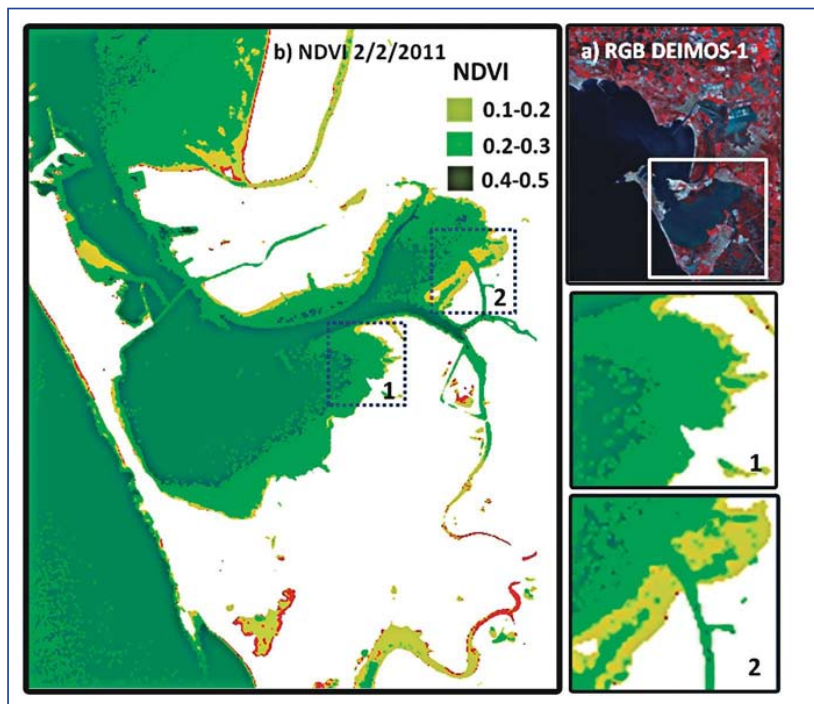 b) NDVI 2/2/2011
NDVI
0.1-0.2
0.2-0.3
0.4-0.5
2
1
a) RGB DEIMOS-1
1
2